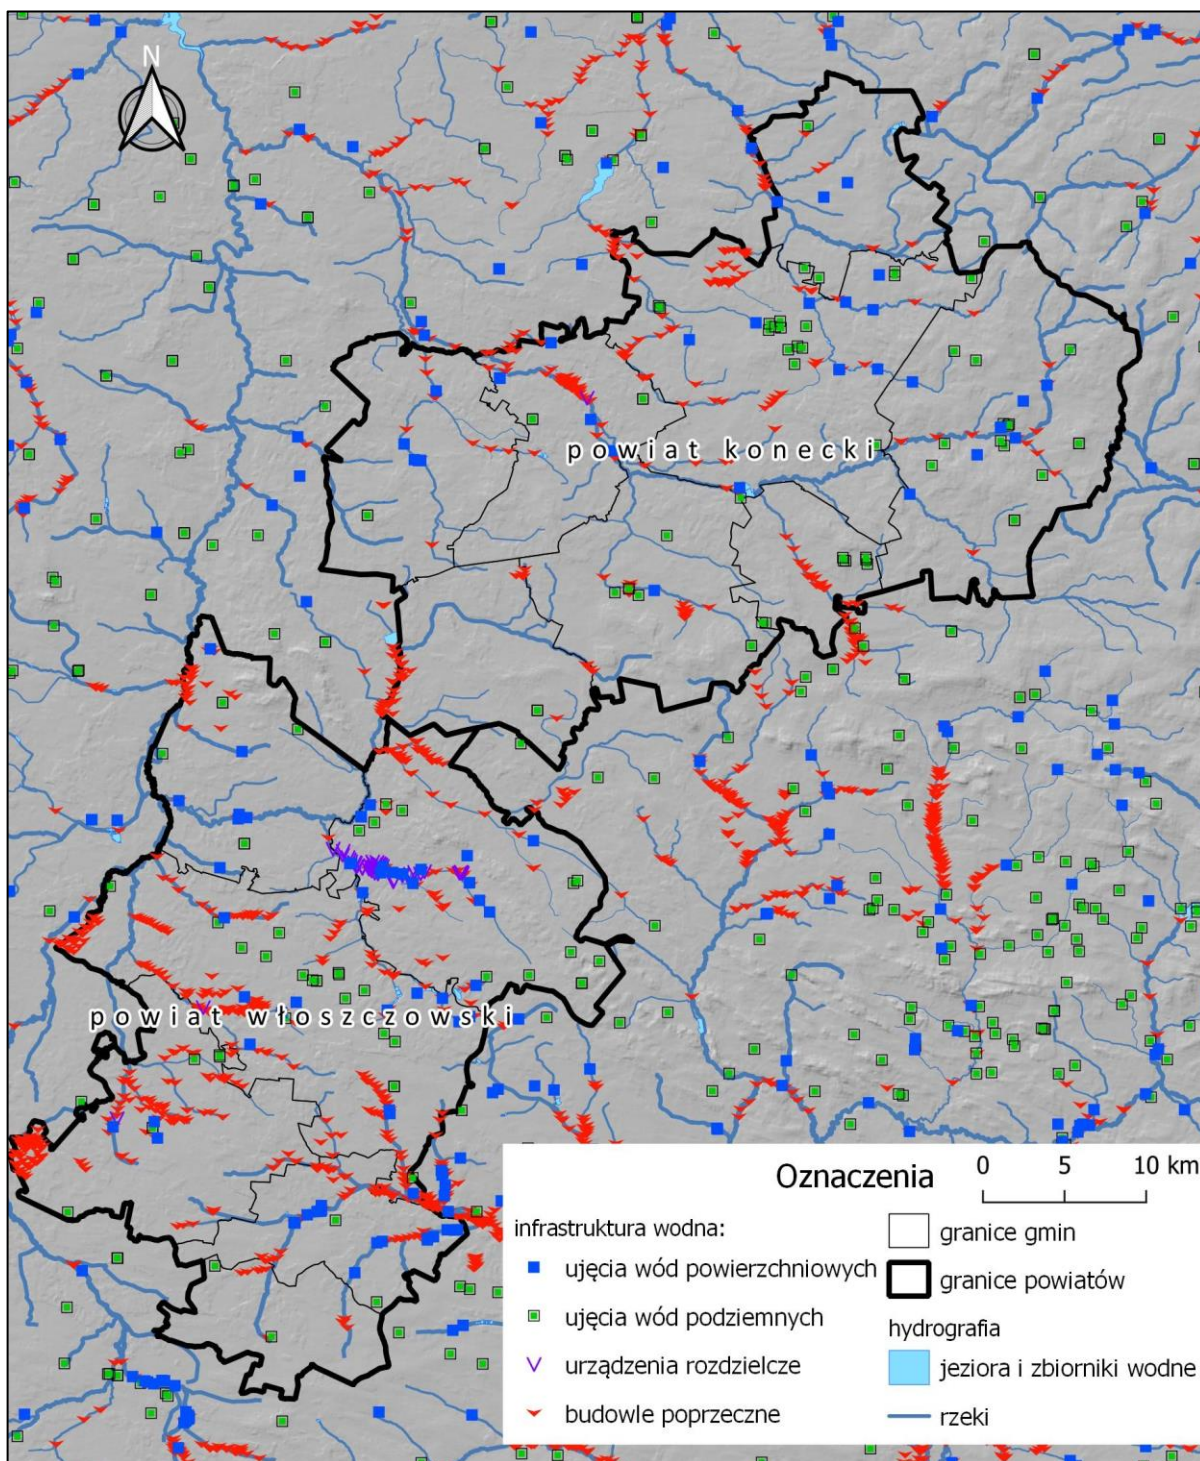 N
powiat konecki
powiat włoszczowski
Oznaczenia
0 5 10 km
infrastruktura wodna:
ujęcia wód powierzchniowych
ujęcia wód podziemnych
urządzenia rozdzielcze
budowle poprzeczne
granice gmin
granice powiatów
hydrografia
jeziora i zbiorniki wodne
rzeki